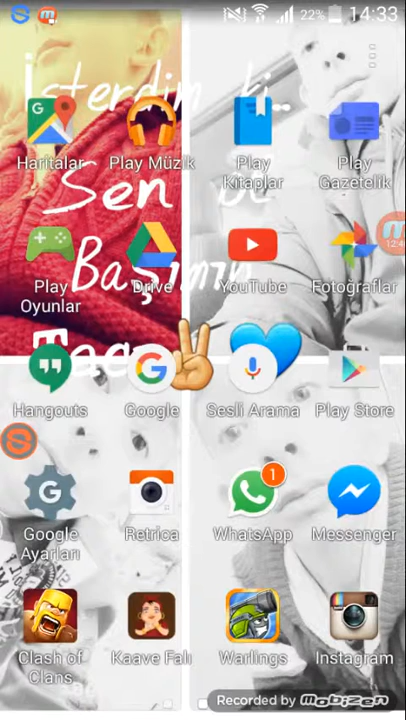 22% 14:33
İsterdim ki..
Haritalar Play Müzik Play Kitaplar Play Gazetelik
Sen
12:4
Play Oyunlar Drive YouTube Fotoğraflar
Başımın
Hangouts Google Sesli Arama Play Store
1
Google Ayarları Retrica WhatsApp Messenger
Clash of Clans Kaave Falı Warlings Instagram
Recorded by Mobizen